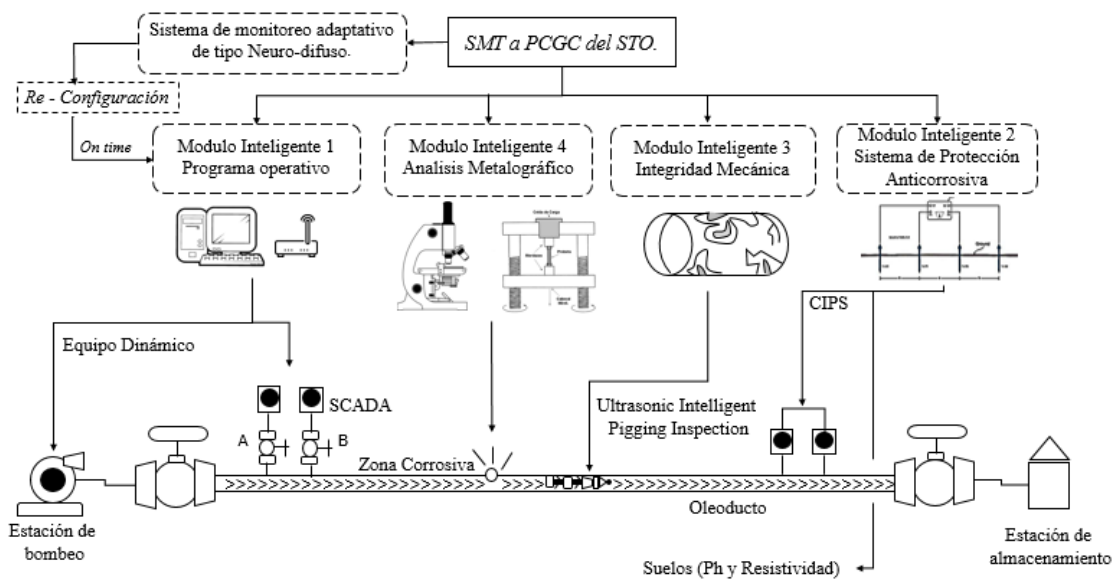 Sistema de monitoreo adaptativo
de tipo Neuro-difuso.
SMT a PCGC del STO.
Re - Configuración
On time
Modulo Inteligente 1
Programa operativo
Modulo Inteligente 4
Analisis Metalográfico
Modulo Inteligente 3
Integridad Mecánica
Modulo Inteligente 2
Sistema de Protección
Anticorrosiva
CIPS
Equipo Dinámico
SCADA
A
B
Ultrasonic Intelligent
Pigging Inspection
Zona Corrosiva
Oleoducto
Estación de
bombeo
Estación de
almacenamiento
Suelos (Ph y Resistividad)